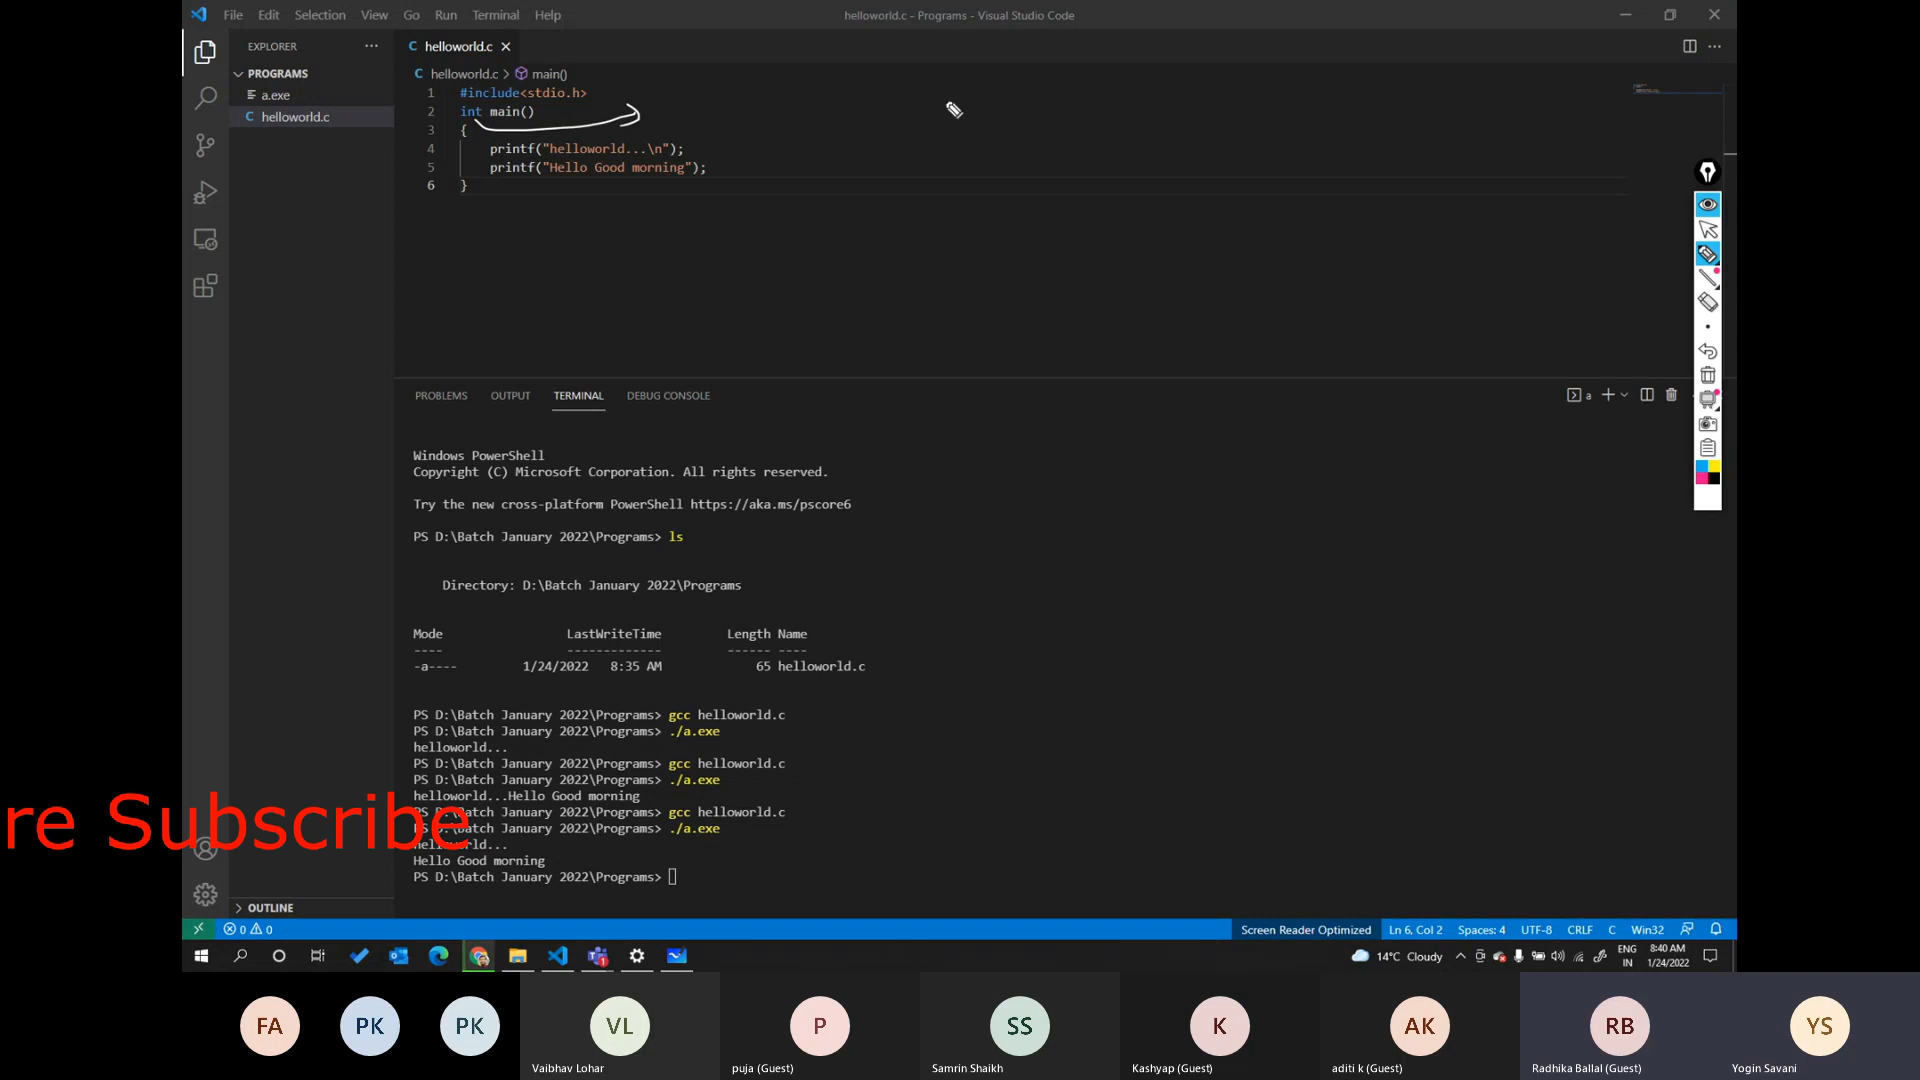 File Edit Selection View Go Run Terminal Help
helloworld.c - Programs - Visual Studio Code
EXPLORER
helloworld.c
PROGRAMS
a.exe
helloworld.c
helloworld.c > main()
1 #include<stdio.h>
2 int main()
3 {
4 printf("helloworld...\n");
5 printf("Hello Good morning");
6 }
PROBLEMS OUTPUT TERMINAL DEBUG CONSOLE
a
Windows PowerShell
Copyright (C) Microsoft Corporation. All rights reserved.
Try the new cross-platform PowerShell https://aka.ms/pscore6
PS D:\Batch January 2022\Programs> ls
Directory: D:\Batch January 2022\Programs
Mode LastWriteTime Length Name
---- ------------- ------ ----
-a---- 1/24/2022 8:35 AM 65 helloworld.c
PS D:\Batch January 2022\Programs> gcc helloworld.c
PS D:\Batch January 2022\Programs> ./a.exe
helloworld...
PS D:\Batch January 2022\Programs> gcc helloworld.c
PS D:\Batch January 2022\Programs> ./a.exe
helloworld...Hello Good morning
PS D:\Batch January 2022\Programs> gcc helloworld.c
PS D:\Batch January 2022\Programs> ./a.exe
helloworld...
Hello Good morning
PS D:\Batch January 2022\Programs>
re Subscribe
OUTLINE
0 0
Screen Reader Optimized Ln 6, Col 2 Spaces: 4 UTF-8 CRLF C Win32
14°C Cloudy
ENG
IN
8:40 AM
1/24/2022
FA PK PK VL P SS K AK RB YS
Vaibhav Lohar puja (Guest) Samrin Shaikh Kashyap (Guest) aditi k (Guest) Radhika Ballal (Guest) Yogin Savani